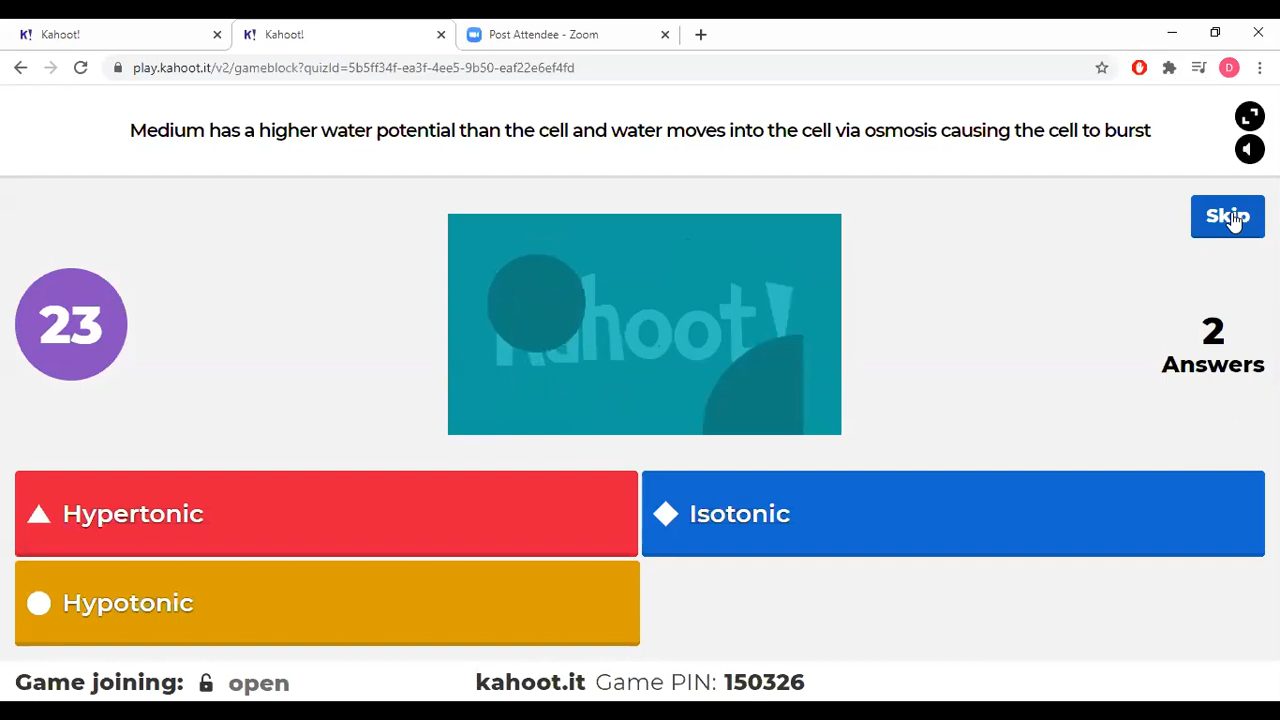 K! Kahoot!
K! Kahoot!
Post Attendee - Zoom
play.kahoot.it/v2/gameblock?quizId=5b5ff34f-ea3f-4ee5-9b50-eaf22e6ef4fd
D
Medium has a higher water potential than the cell and water moves into the cell via osmosis causing the cell to burst
Skip
Kahoot!
23
2
Answers
Hypertonic
Isotonic
Hypotonic
Game joining: open
kahoot.it Game PIN: 150326